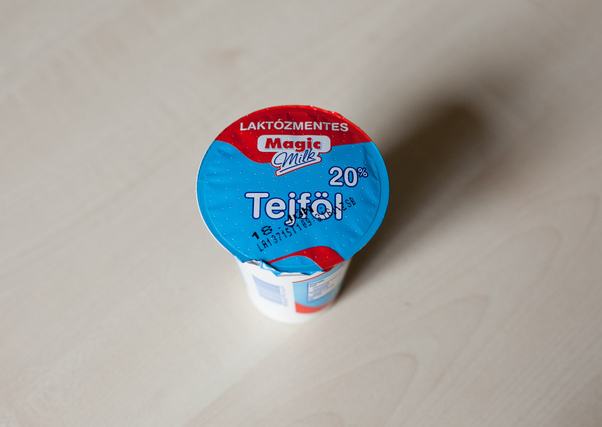 LAKTÓZMENTES
Magic
Milk
20%
Tejföl